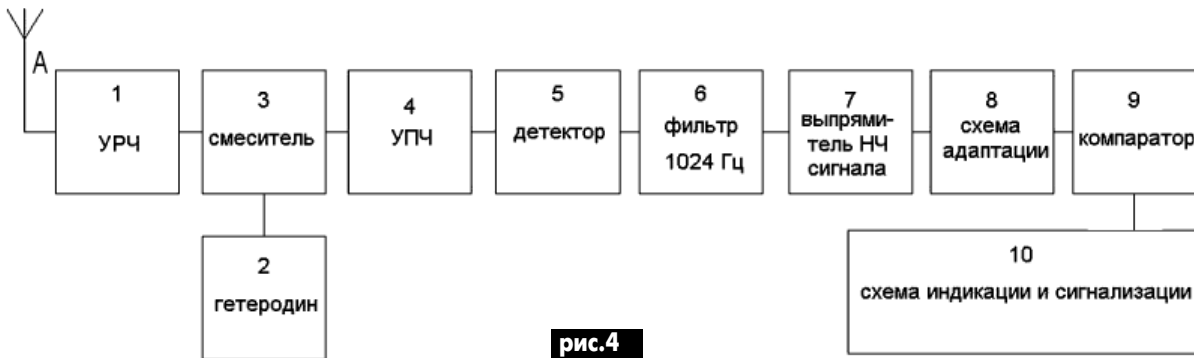 А
1
УРЧ
3
смеситель
4
УПЧ
5
детектор
6
фильтр
1024 Гц
7
выпрями-
тель НЧ
сигнала
8
схема
адаптации
9
компаратор
2
гетеродин
10
схема индикации и сигнализации
рис.4